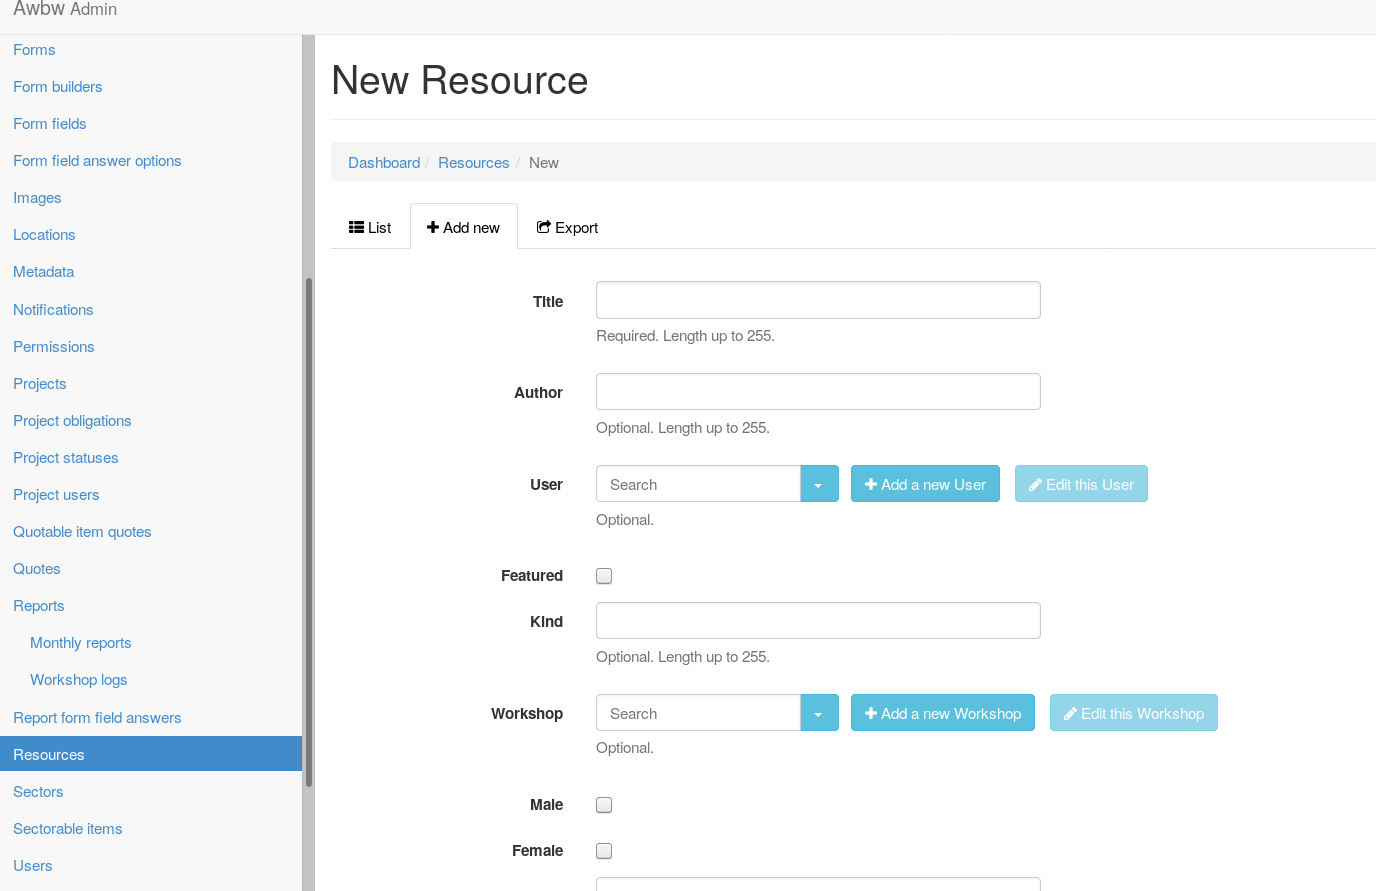 Awbw Admin
Forms
Form builders
Form fields
Form field answer options
Images
Locations
Metadata
Notifications
Permissions
Projects
Project obligations
Project statuses
Project users
Quotable item quotes
Quotes
Reports
Monthly reports
Workshop logs
Report form field answers
Resources
Sectors
Sectorable items
Users
New Resource
Dashboard / Resources / New
List Add new Export
Title
Required. Length up to 255.
Author
Optional. Length up to 255.
User Search Add a new User Edit this User
Optional.
Featured
Kind
Optional. Length up to 255.
Workshop Search Add a new Workshop Edit this Workshop
Optional.
Male
Female